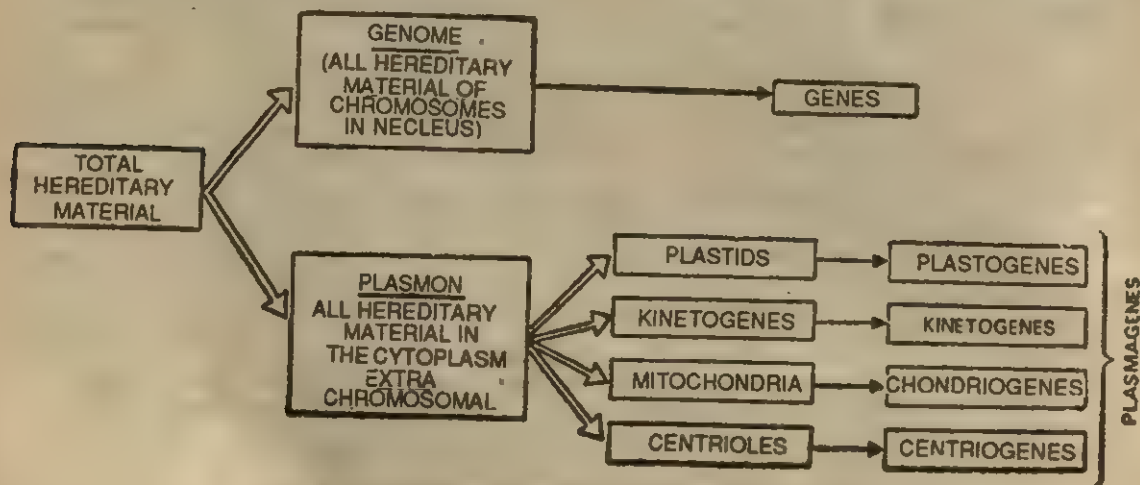 GENOME
(ALL HEREDITARY
MATERIAL OF
CHROMOSOMES
IN NECLEUS)
GENES
TOTAL
HEREDITARY
MATERIAL
PLASMON
ALL HEREDITARY
MATERIAL IN
THE CYTOPLASM
EXTRA
CHROMOSOMAL
PLASTIDS
PLASTOGENES
KINETOGENES
KINETOGENES
MITOCHONDRIA
CHONDRIOGENES
CENTRIOLES
CENTRIOGENES
PLASMAGENES